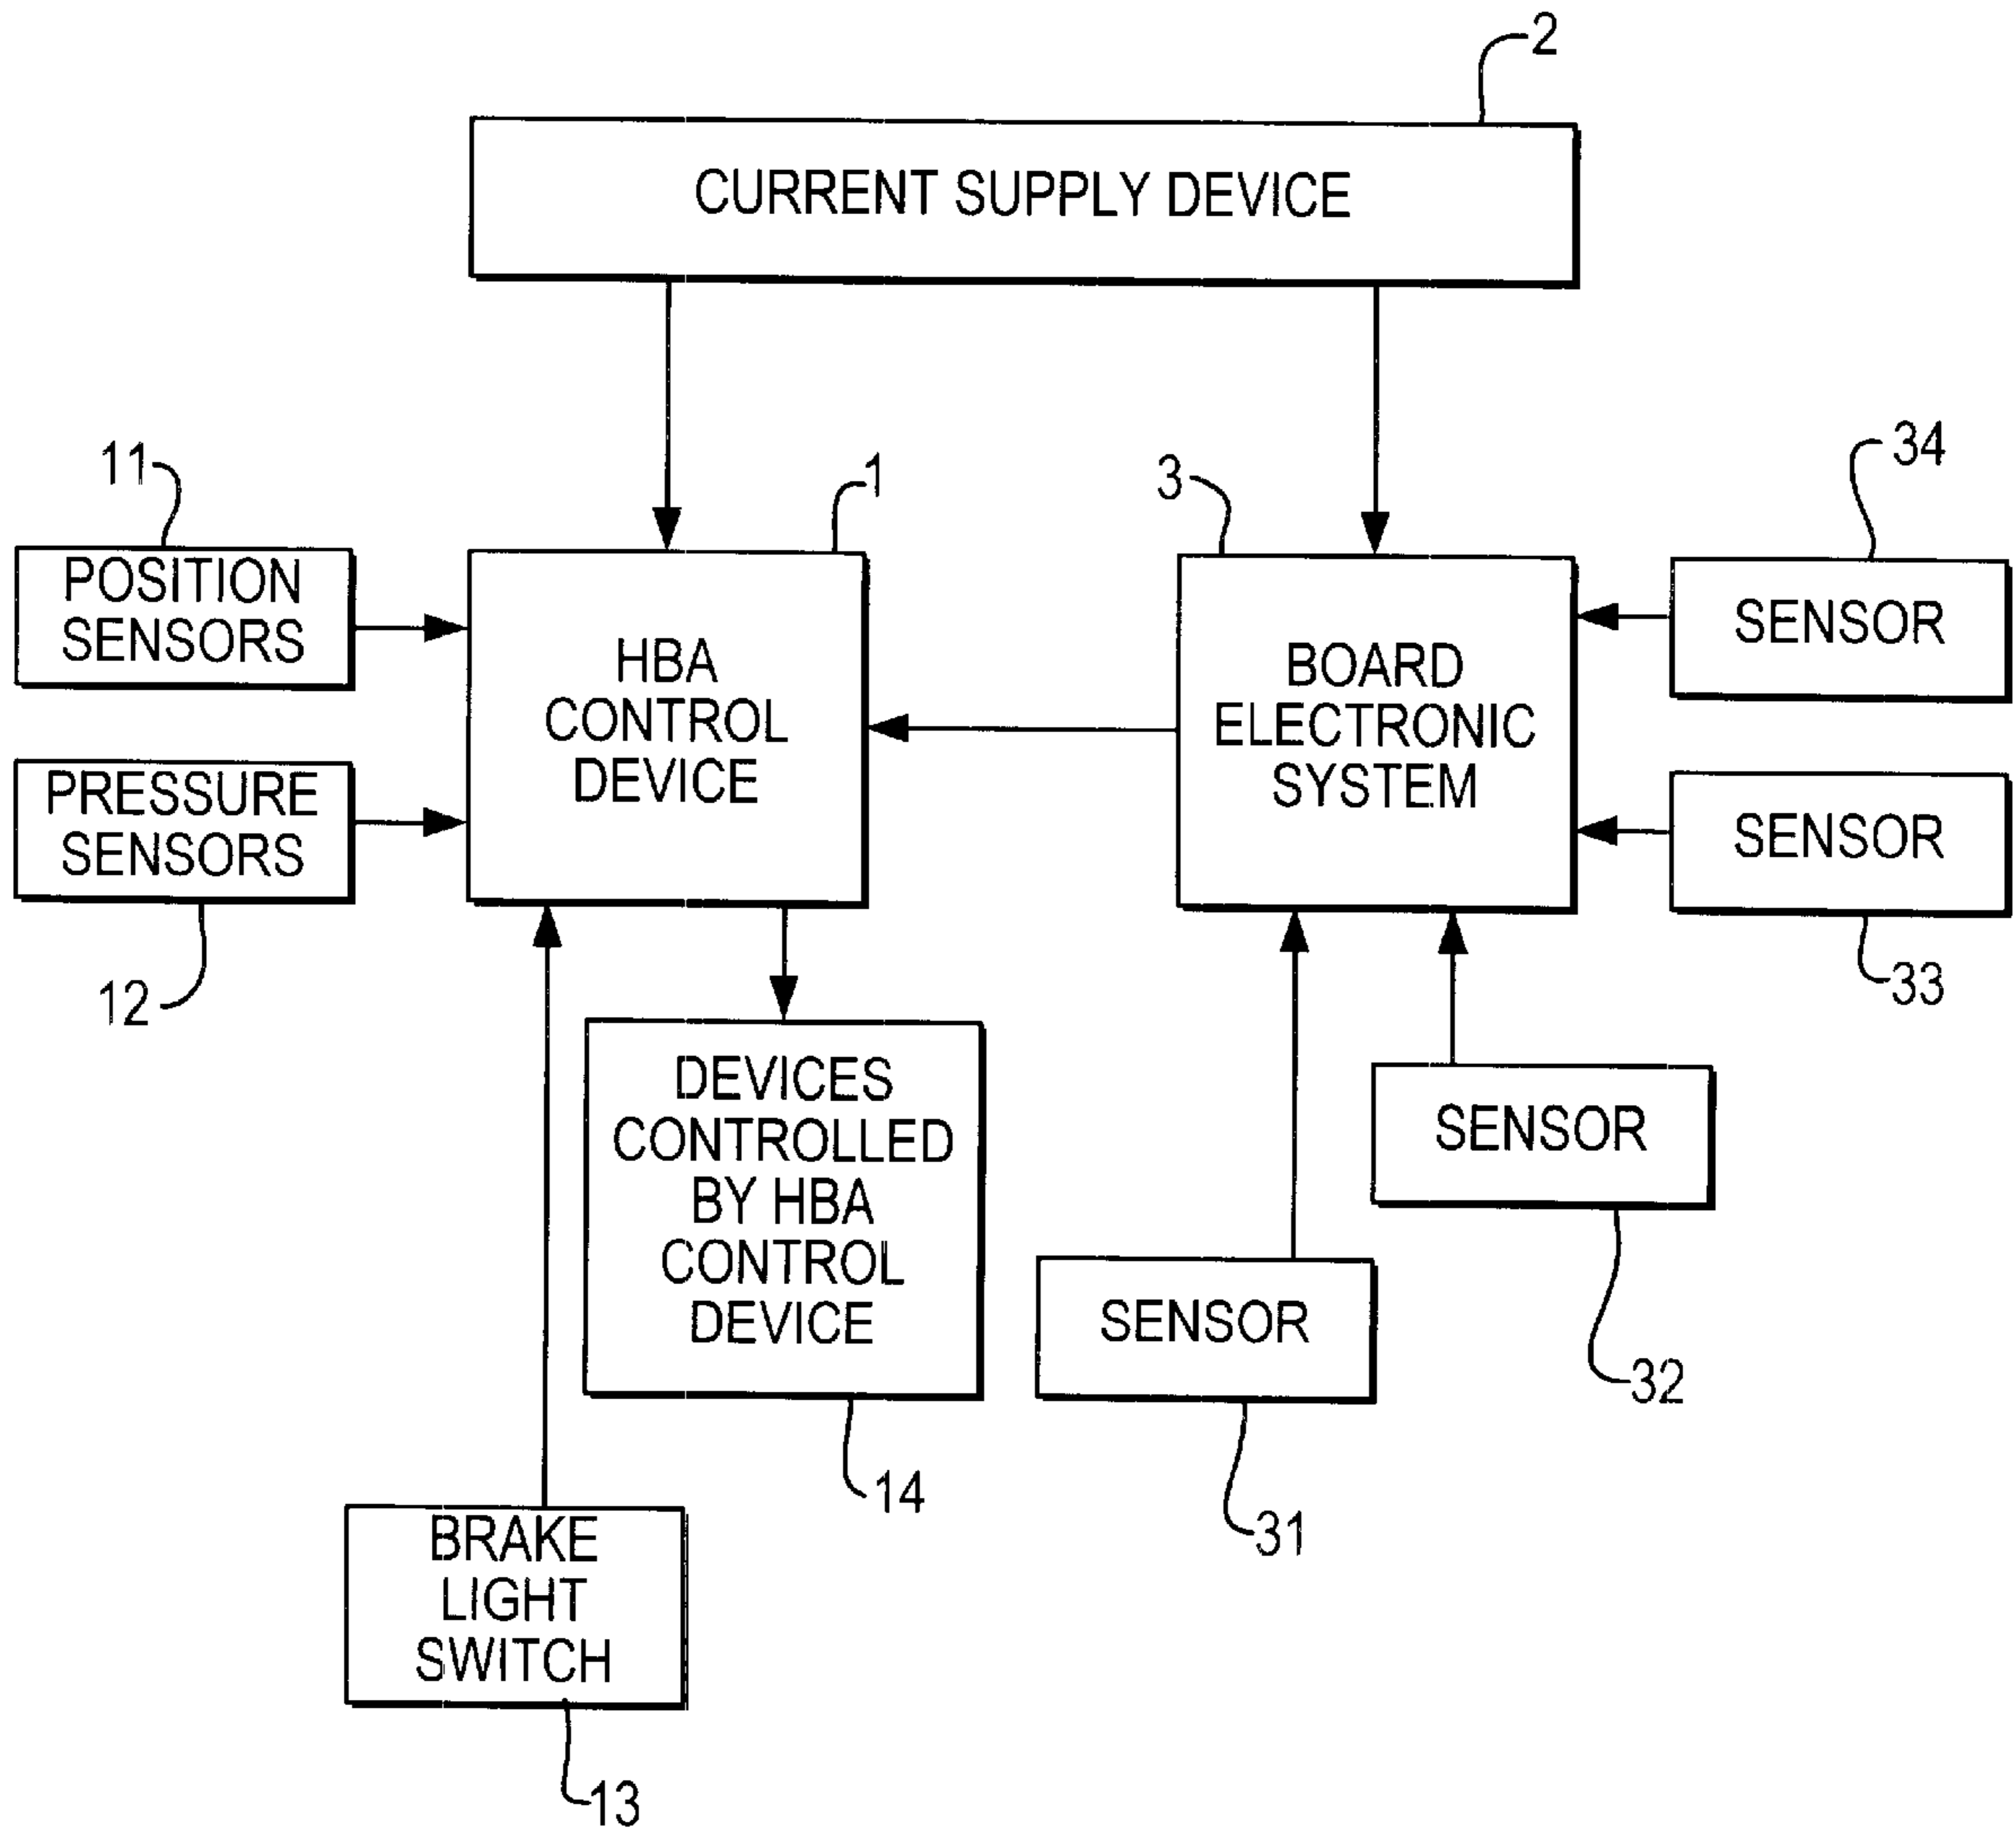 2
CURRENT SUPPLY DEVICE
11
1
3
34
POSITION
SENSORS
HBA
CONTROL
DEVICE
BOARD
ELECTRONIC
SYSTEM
SENSOR
PRESSURE
SENSORS
SENSOR
12
33
DEVICES
CONTROLLED
BY HBA
CONTROL
DEVICE
SENSOR
SENSOR
32
14
31
BRAKE
LIGHT
SWITCH
13